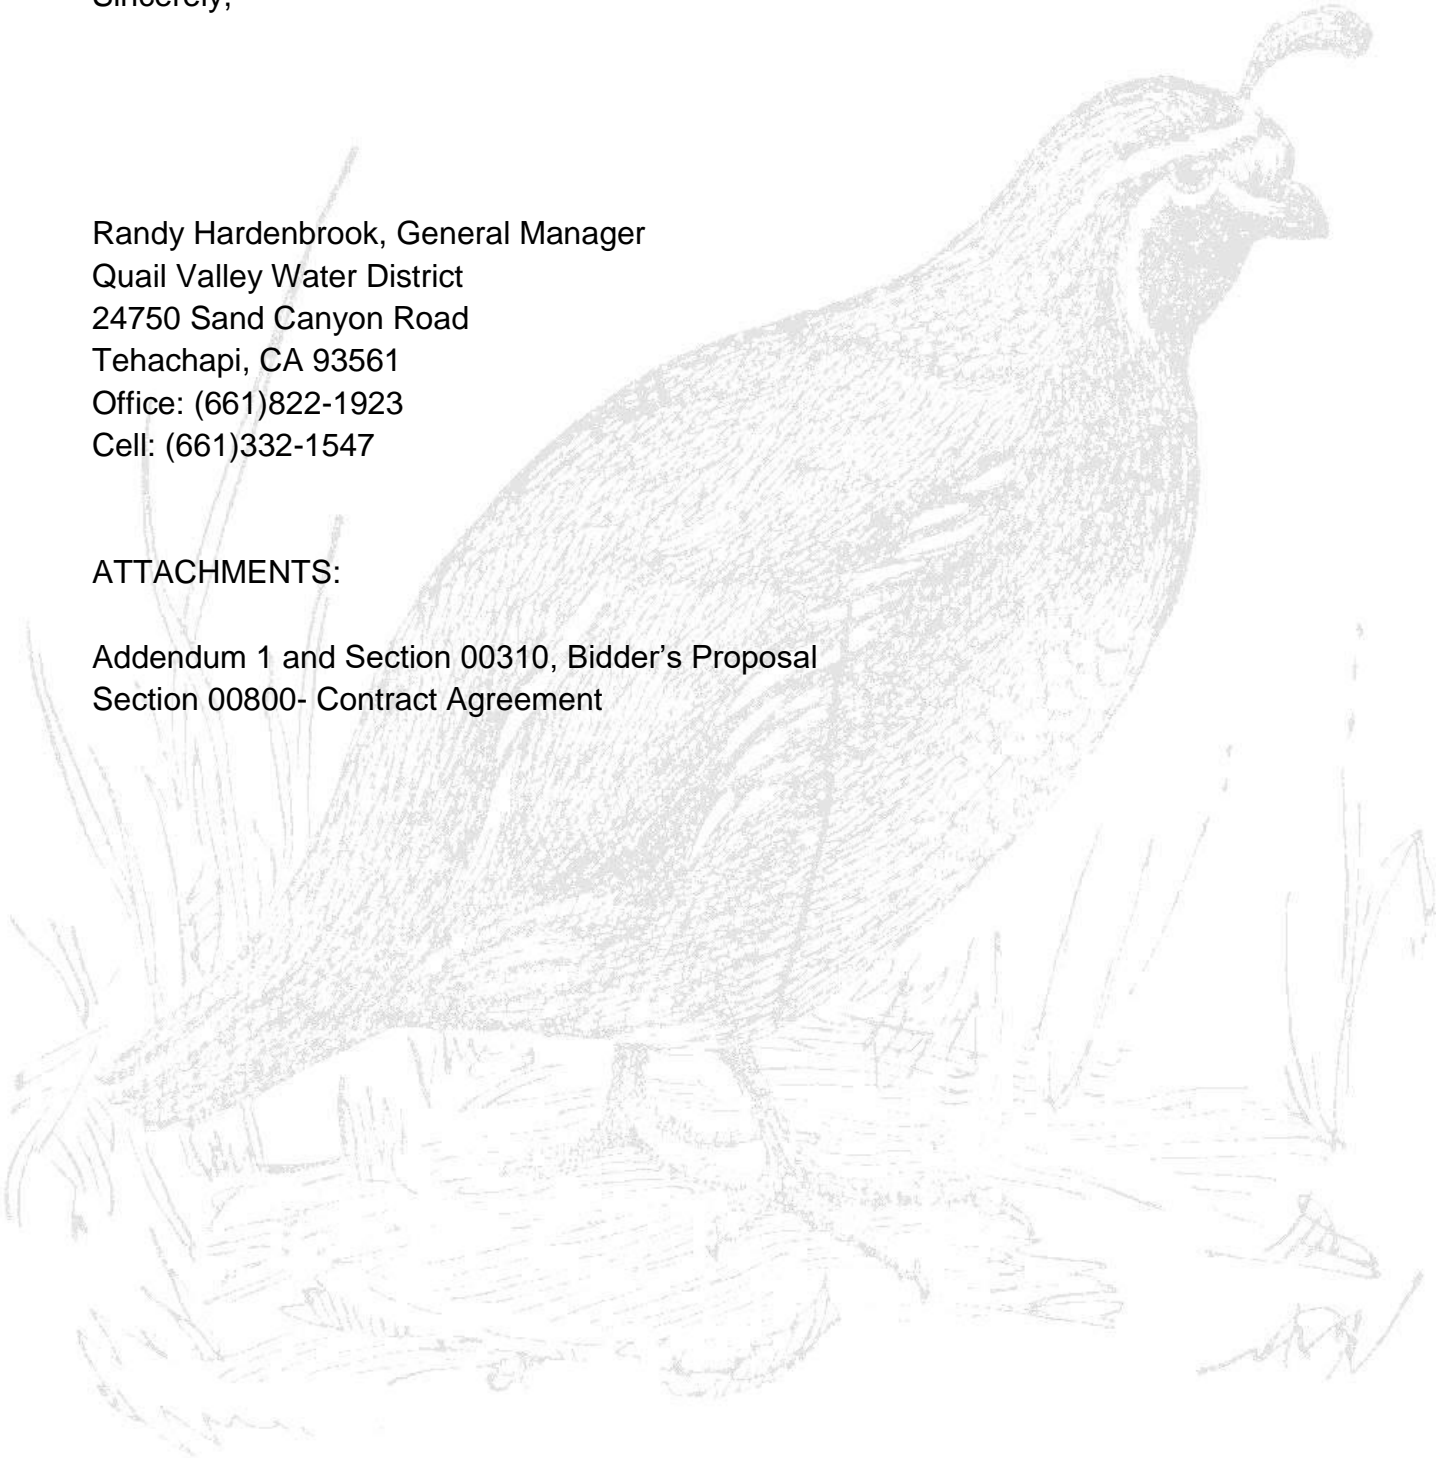 Sincerely,
Randy Hardenbrook, General Manager
Quail Valley Water District
24750 Sand Canyon Road
Tehachapi, CA 93561
Office: (661)822-1923
Cell: (661)332-1547
ATTACHMENTS:
Addendum 1 and Section 00310, Bidder’s Proposal
Section 00800- Contract Agreement